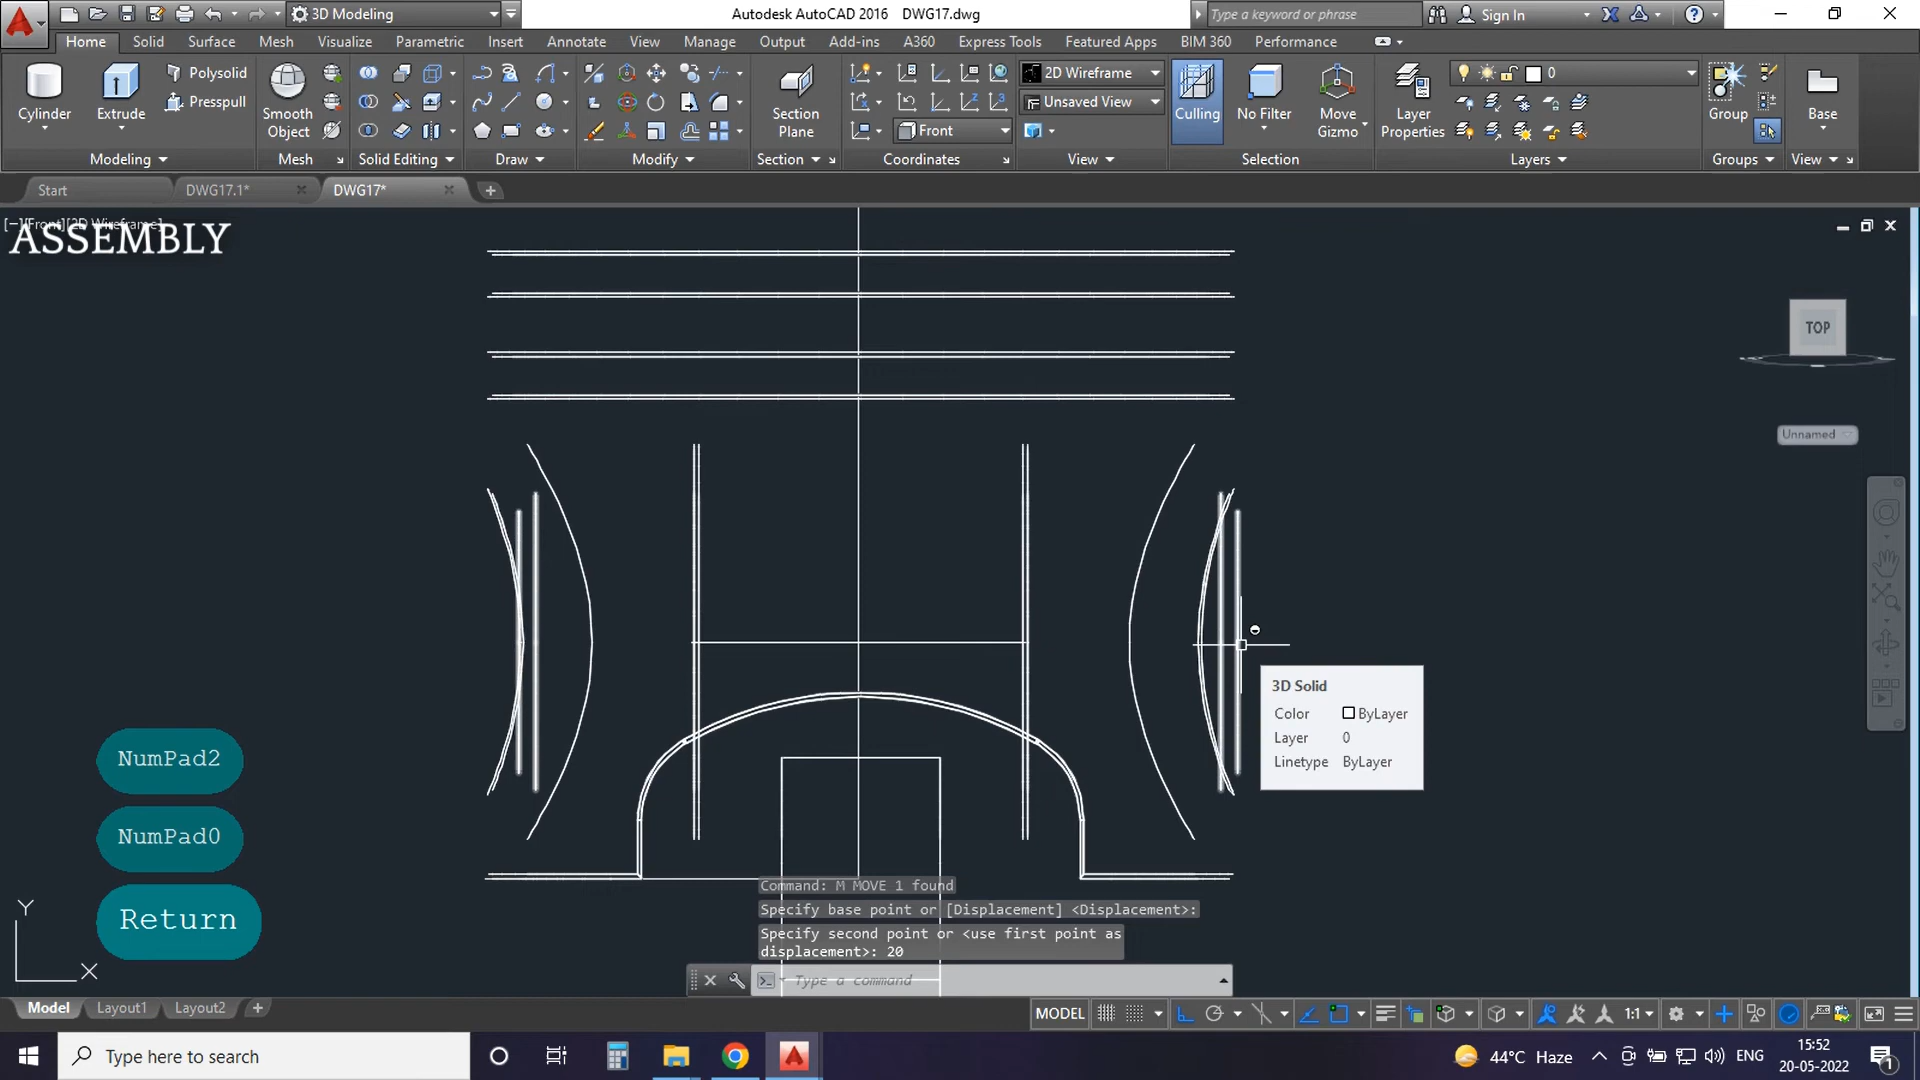 3D Modeling
Autodesk AutoCAD 2016 DWG17.dwg
Type a keyword or phrase
Sign In
Home Solid Surface Mesh Visualize Parametric Insert Annotate View Manage Output Add-ins A360 Express Tools Featured Apps BIM 360 Performance
Polysolid
Presspull
Cylinder
Extrude
Smooth
Object
Section
Plane
2D Wireframe
Unsaved View
Front
Culling
No Filter
Move
Gizmo
Layer
Properties
0
Group
Base
Modeling Mesh Solid Editing Draw Modify Section Coordinates View Selection Layers Groups View
Start DWG17.1* DWG17*
[−][Front][2D Wireframe]
ASSEMBLY
TOP
Unnamed
3D Solid
Color ByLayer
Layer 0
Linetype ByLayer
NumPad2
NumPad0
Return
Y
X
Command: M MOVE 1 found
Specify base point or [Displacement] <Displacement>:
Specify second point or <use first point as
displacement>: 20
Type a command
Model Layout1 Layout2
MODEL
1:1
Type here to search
44°C Haze
ENG
15:52
20-05-2022
1